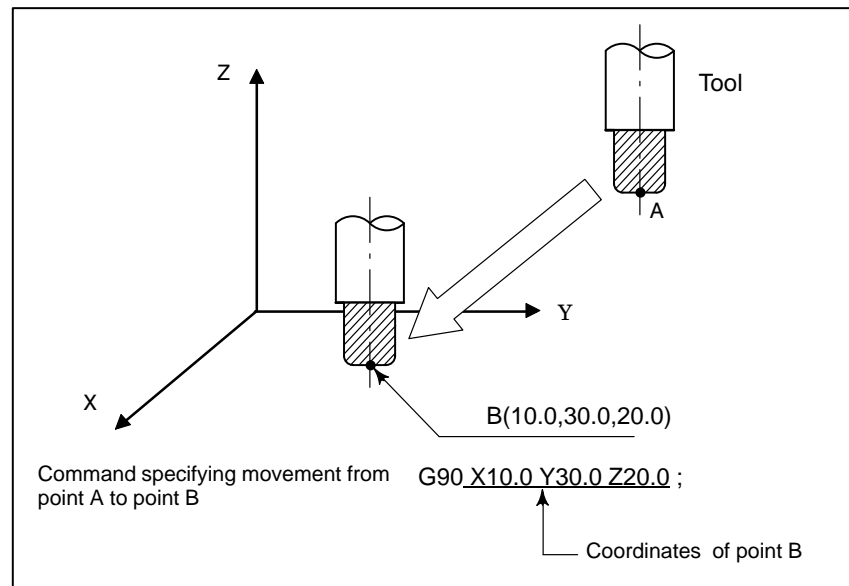 Z
Tool
A
Y
X
B(10.0,30.0,20.0)
Command specifying movement from
point A to point B
G90 X10.0 Y30.0 Z20.0 ;
Coordinates of point B